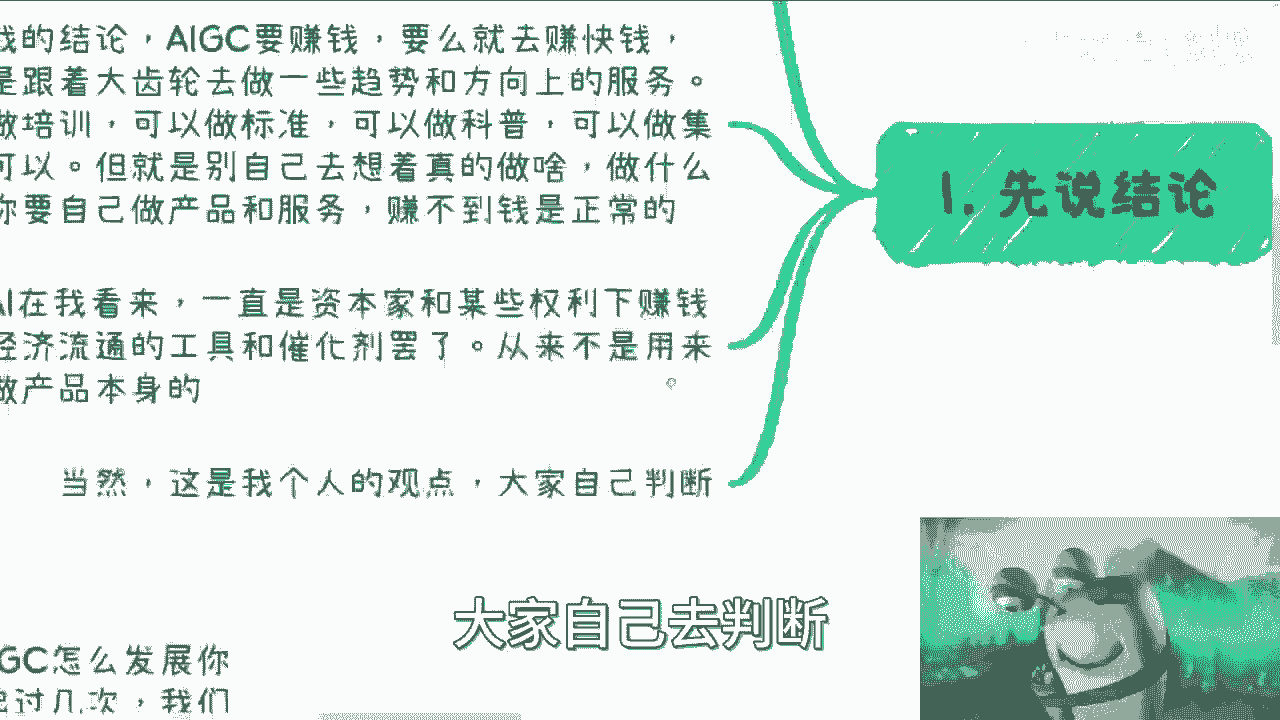 的结论，AIGC要赚钱，要么就去赚快钱，
是跟着大齿轮去做一些趋势和方向上的服务。
做培训，可以做标准，可以做科普，可以做集
可以。但就是别自己去想着真的做啥，做什么
你要自己做产品和服务，赚不到钱是正常的
AI在我看来，一直是资本家和某些权利下赚钱
经济流通的工具和催化剂罢了。从来不是用来
做产品本身的。
当然，这是我个人的观点，大家自己判断
1. 先说结论
大家自己去判断
GC怎么发展你
过几次，我们